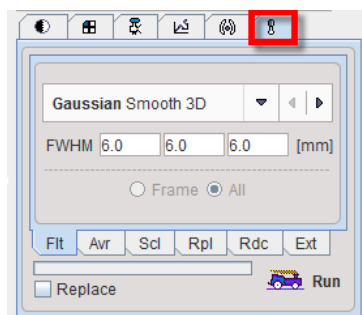 Gaussian Smooth 3D
FWHM 6.0 6.0 6.0 [mm]
Frame All
Flt Avr Scl Rpl Rdc Ext
Replace Run